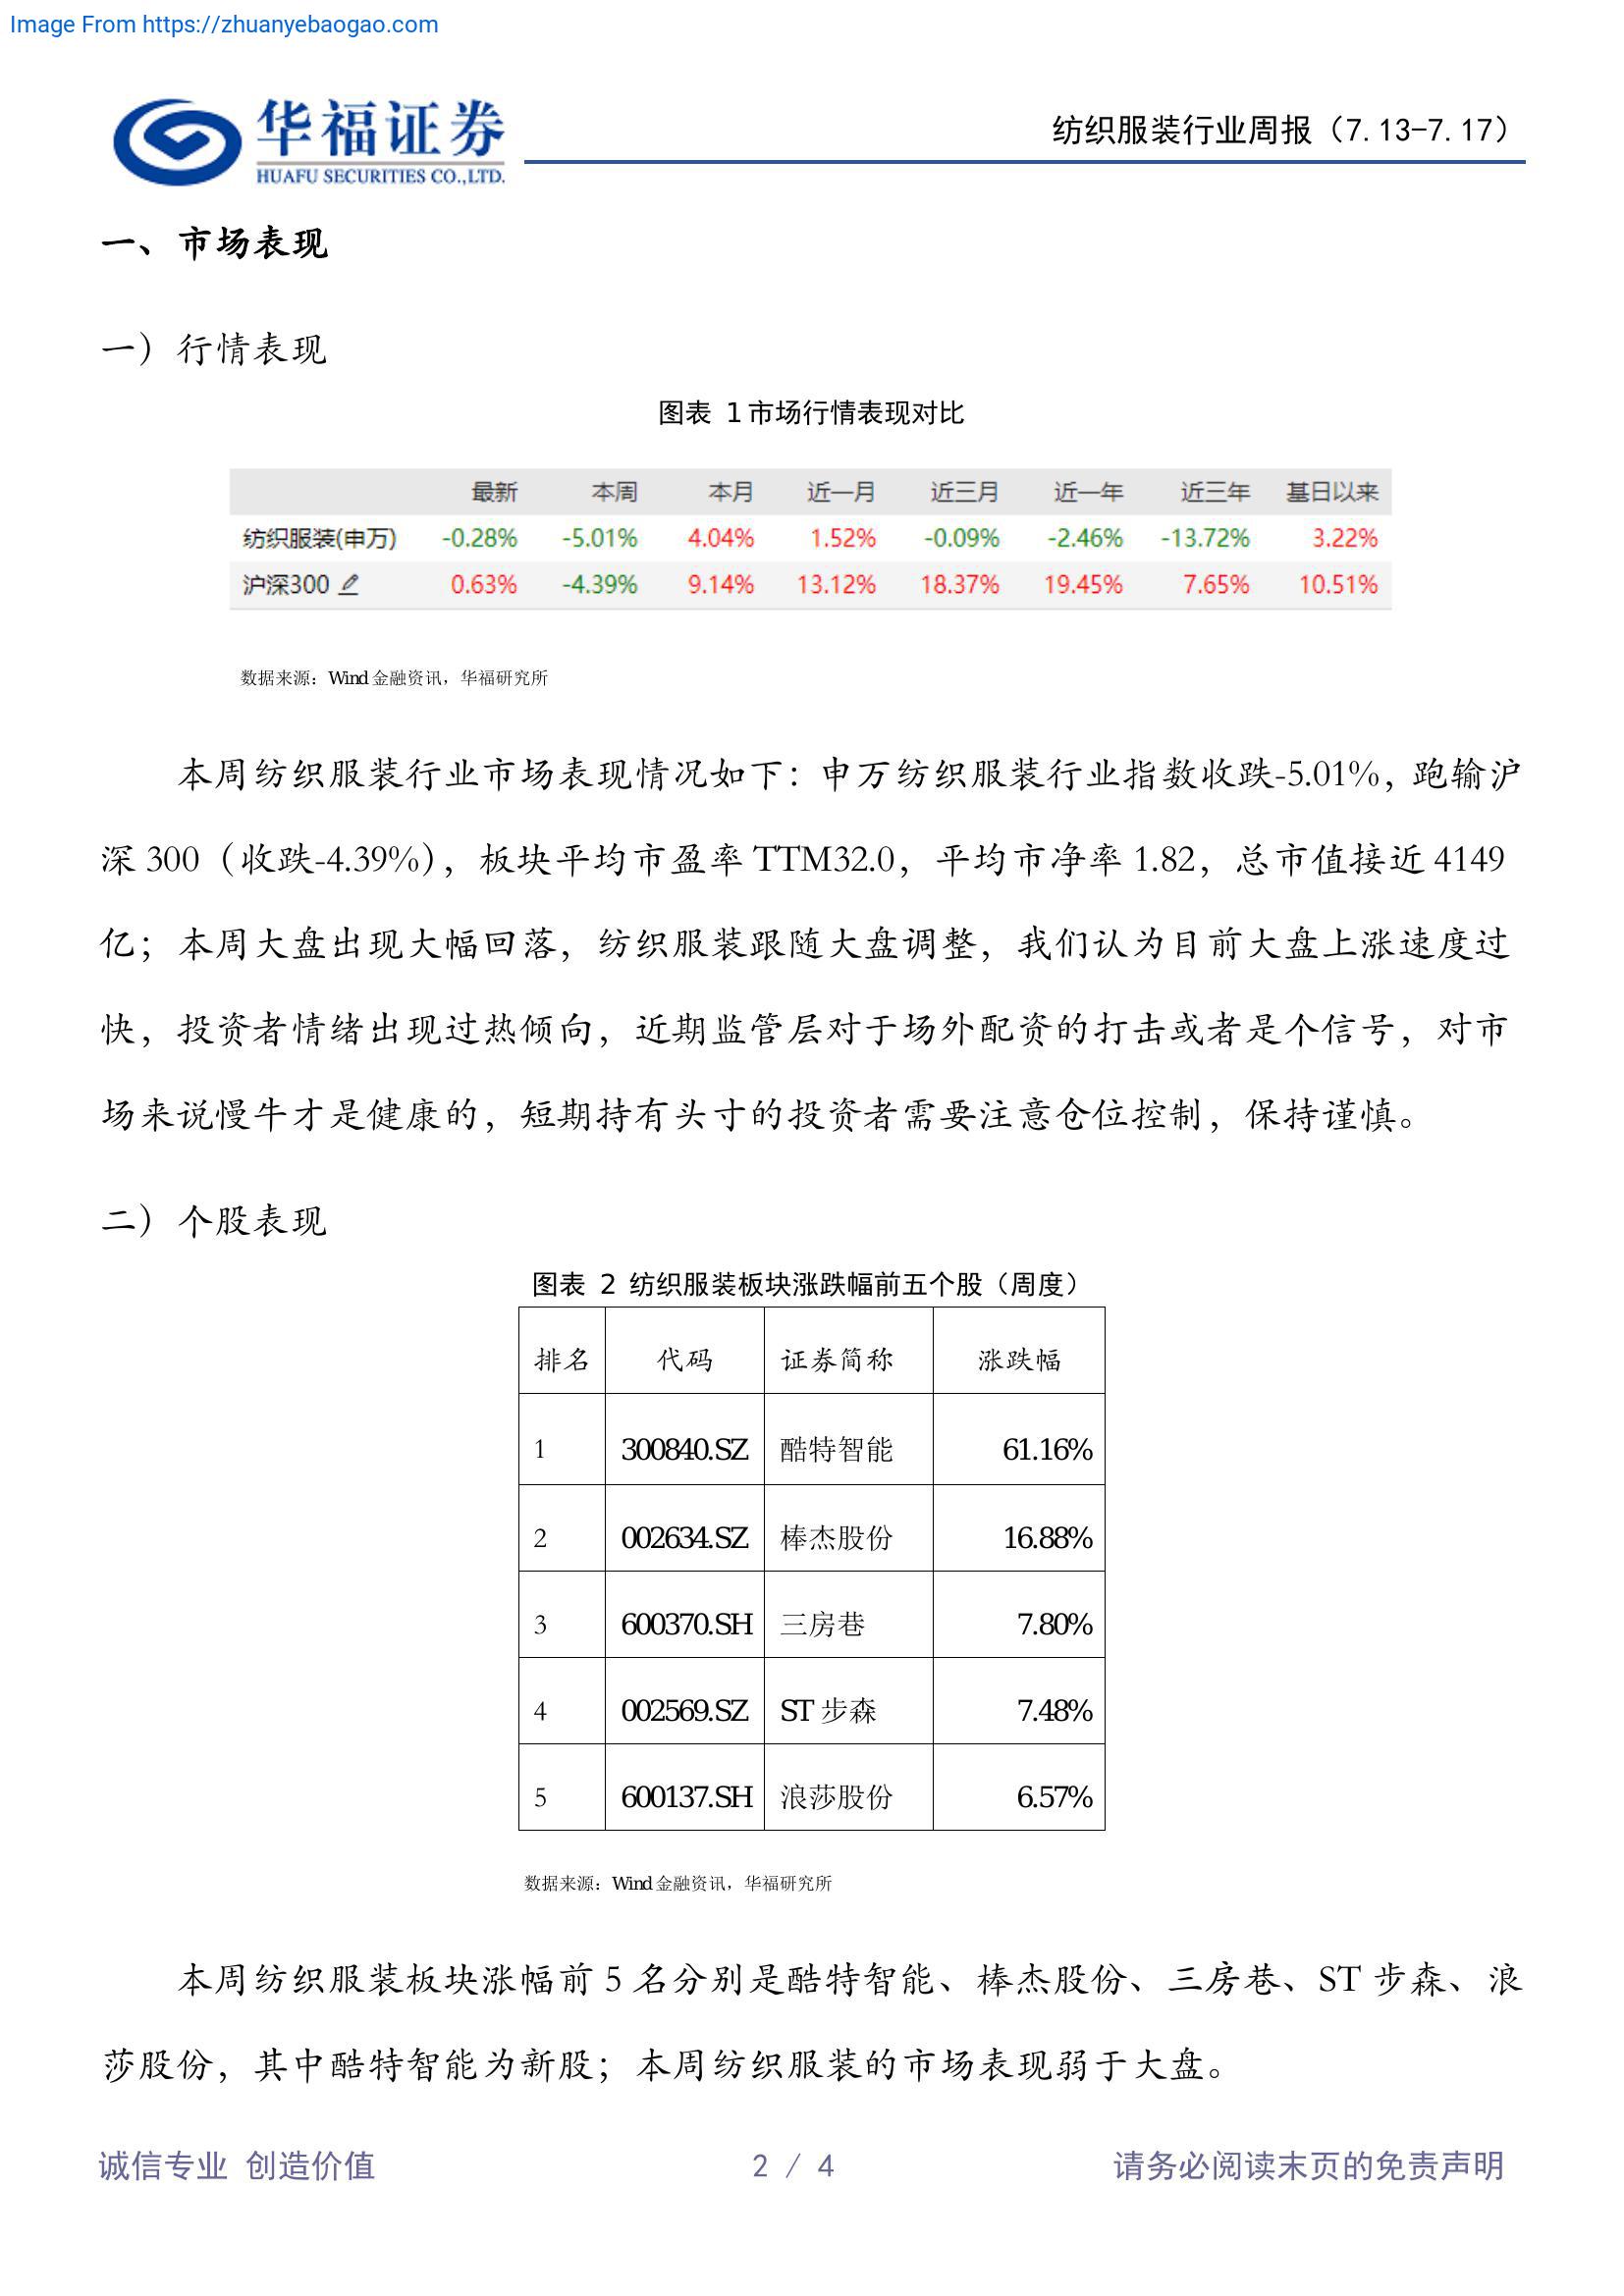 Image From https://zhuanyebaogao.com
华福证券
HUAFU SECURITIES CO.,LTD.
纺织服装行业周报（7.13-7.17）
一、市场表现
一）行情表现
图表 1 市场行情表现对比
最新 本周 本月 近一月 近三月 近一年 近三年 基日以来
纺织服装(申万) -0.28% -5.01% 4.04% 1.52% -0.09% -2.46% -13.72% 3.22%
沪深300 0.63% -4.39% 9.14% 13.12% 18.37% 19.45% 7.65% 10.51%
数据来源：Wind 金融资讯，华福研究所
本周纺织服装行业市场表现情况如下：申万纺织服装行业指数收跌-5.01%，跑输沪
深 300（收跌-4.39%），板块平均市盈率 TTM32.0，平均市净率 1.82，总市值接近 4149
亿；本周大盘出现大幅回落，纺织服装跟随大盘调整，我们认为目前大盘上涨速度过
快，投资者情绪出现过热倾向，近期监管层对于场外配资的打击或者是个信号，对市
场来说慢牛才是健康的，短期持有头寸的投资者需要注意仓位控制，保持谨慎。
二）个股表现
图表 2 纺织服装板块涨跌幅前五个股（周度）
排名 代码 证券简称 涨跌幅
1 300840.SZ 酷特智能 61.16%
2 002634.SZ 棒杰股份 16.88%
3 600370.SH 三房巷 7.80%
4 002569.SZ ST 步森 7.48%
5 600137.SH 浪莎股份 6.57%
数据来源：Wind 金融资讯，华福研究所
本周纺织服装板块涨幅前 5 名分别是酷特智能、棒杰股份、三房巷、ST 步森、浪
莎股份，其中酷特智能为新股；本周纺织服装的市场表现弱于大盘。
诚信专业 创造价值 2 / 4 请务必阅读末页的免责声明